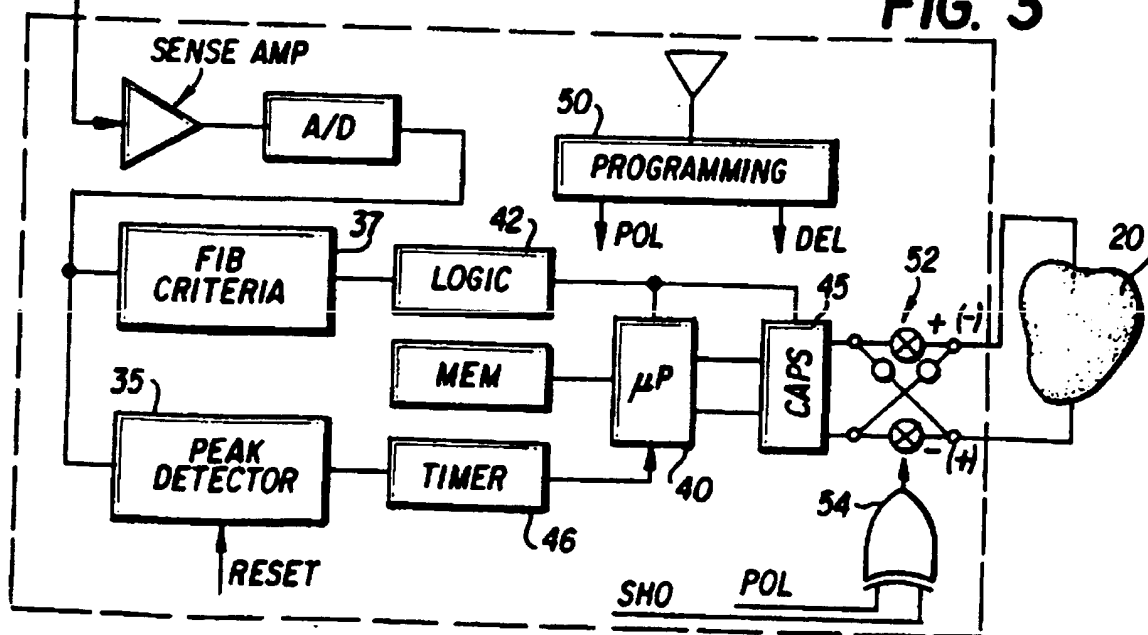 FIG. 3
SENSE AMP
A/D
50
PROGRAMMING
POL
DEL
37
FIB
CRITERIA
42
LOGIC
45
CAPS
52
+ (-)
20
MEM
μP
35
PEAK
DETECTOR
TIMER
40
- (+)
54
46
RESET
SHO
POL